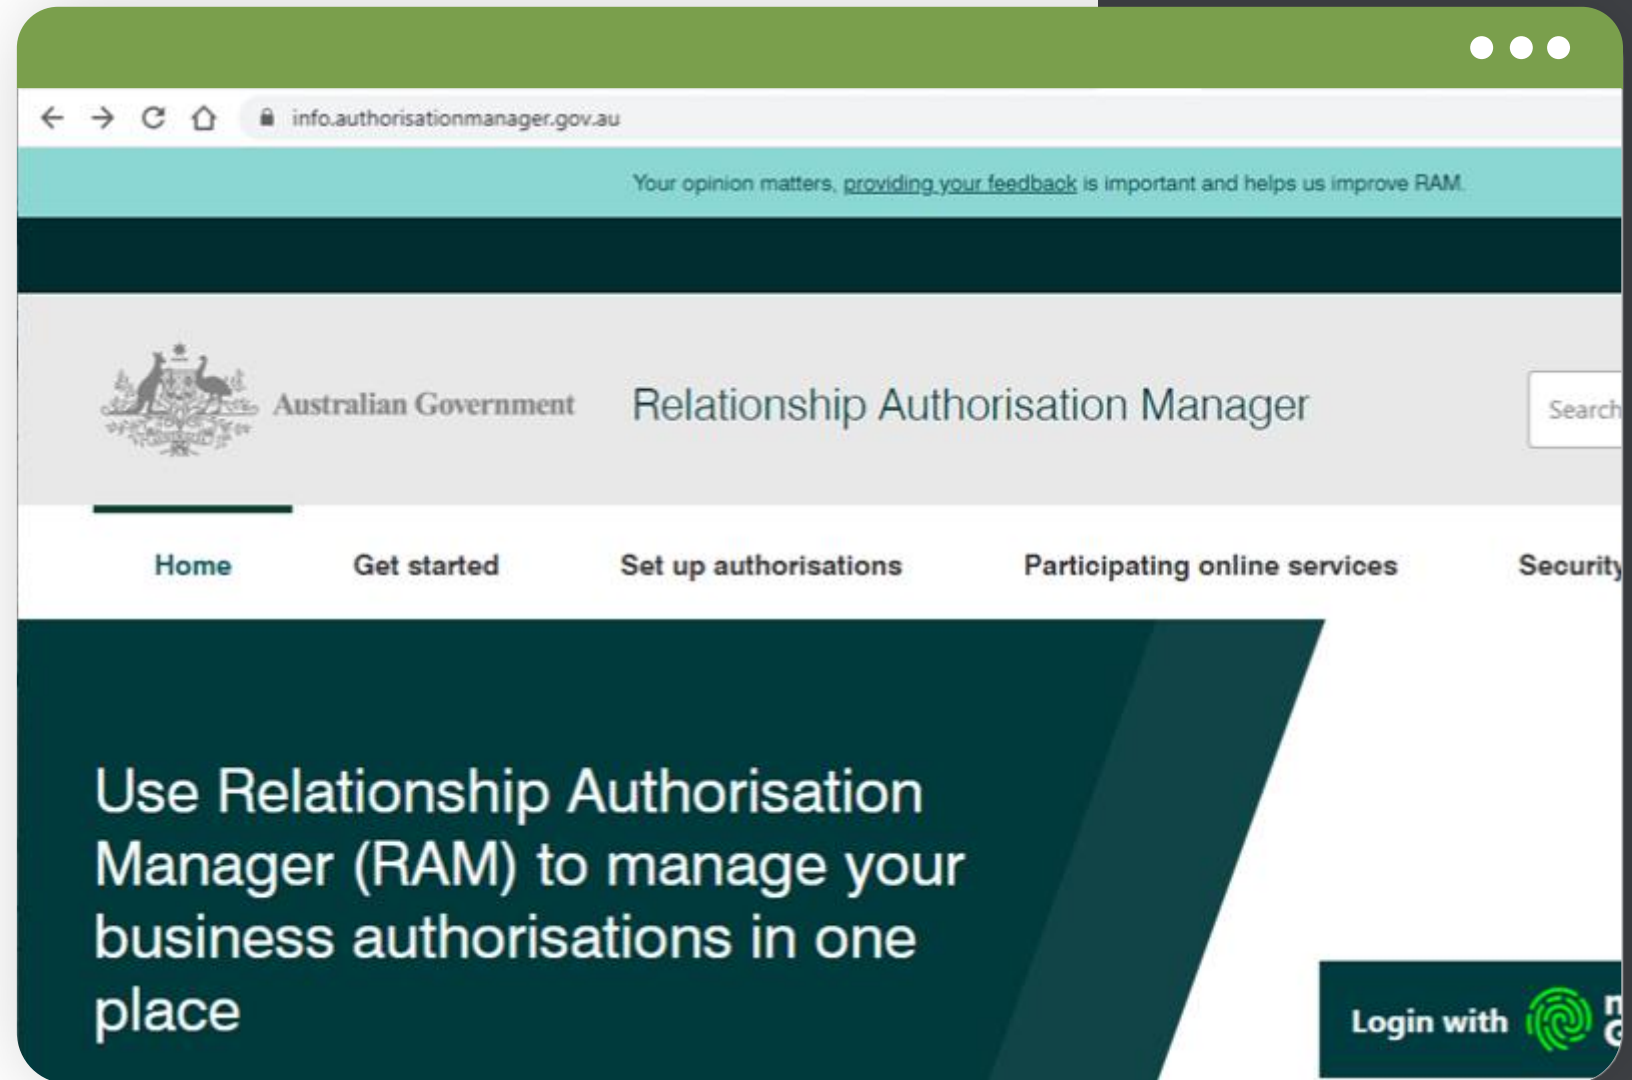 info.authorisationmanager.gov.au
Your opinion matters, providing your feedback is important and helps us improve RAM.
Australian Government
Relationship Authorisation Manager
Search
Home
Get started
Set up authorisations
Participating online services
Security
Use Relationship Authorisation
Manager (RAM) to manage your
business authorisations in one
place
Login with